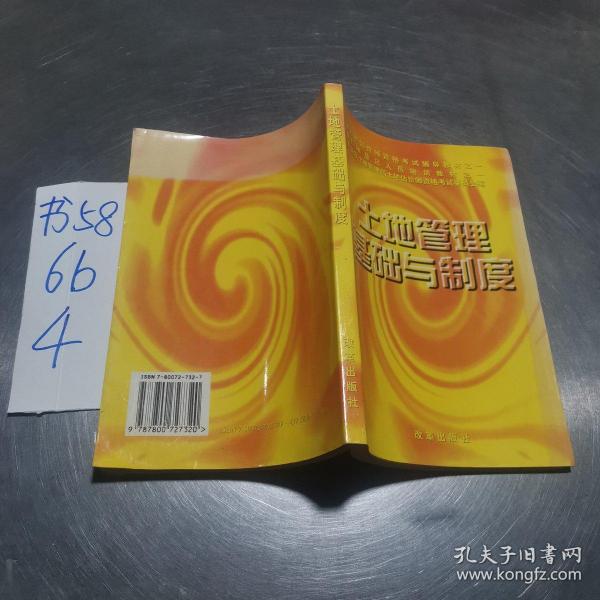 书58
6b
4
土地管理基础与制度
改革出版社
土地管理
基础与制度
改革出版社
ISBN 7-80072-732-7
9 787800 727320 >
孔夫子旧书网
www.kongfz.com